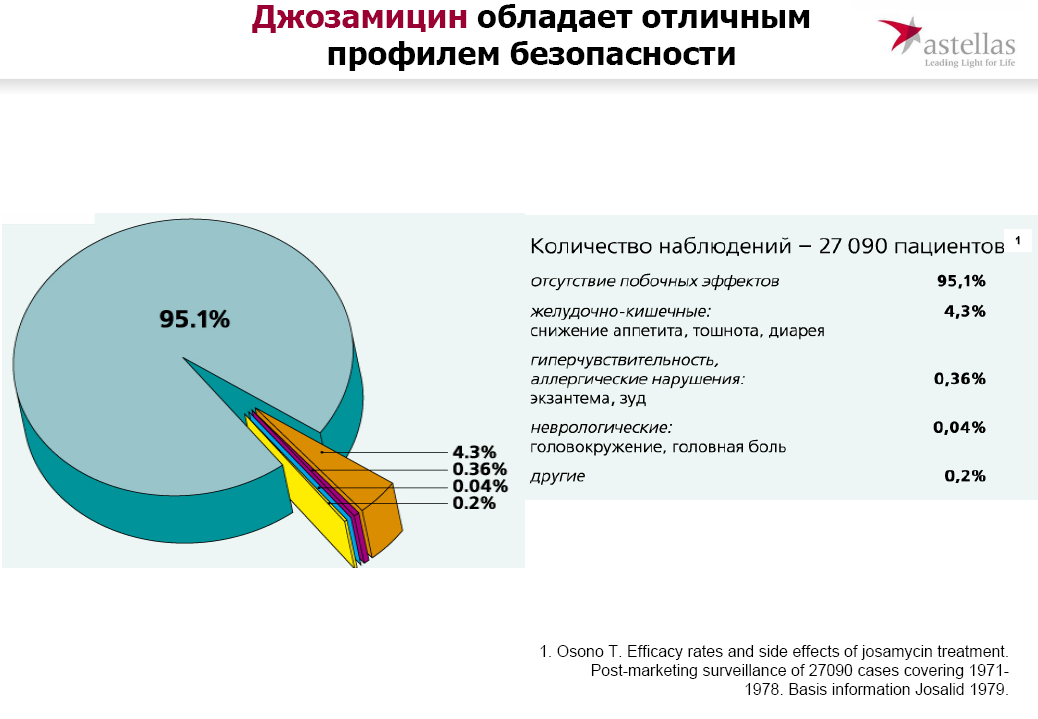 Джозамицин обладает отличным
профилем безопасности
astellas
Leading Light for Life
95.1%
4.3%
0.36%
0.04%
0.2%
Количество наблюдений – 27 090 пациентов 1
отсутствие побочных эффектов 95,1%
желудочно-кишечные: 4,3%
снижение аппетита, тошнота, диарея
гиперчувствительность,
аллергические нарушения: 0,36%
экзантема, зуд
неврологические: 0,04%
головокружение, головная боль
другие 0,2%
1. Osono T. Efficacy rates and side effects of josamycin treatment.
Post-marketing surveillance of 27090 cases covering 1971-
1978. Basis information Josalid 1979.